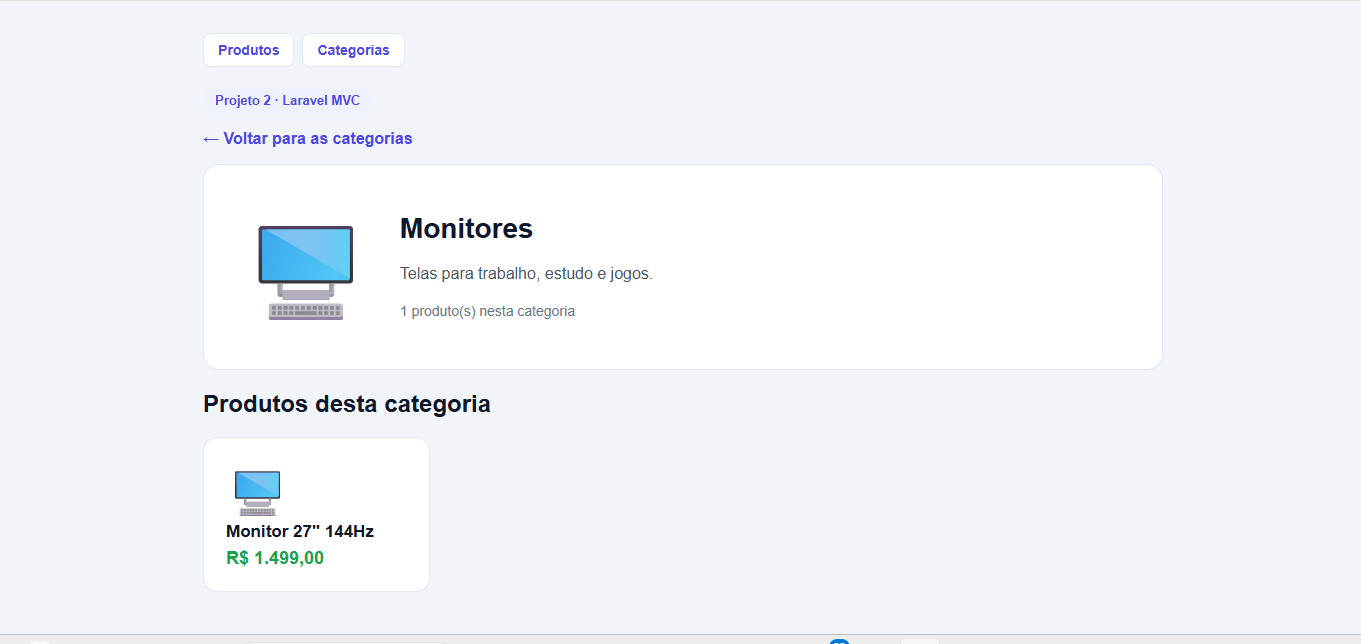 Produtos
Categorias
Projeto 2 · Laravel MVC
← Voltar para as categorias
Monitores
Telas para trabalho, estudo e jogos.
1 produto(s) nesta categoria
Produtos desta categoria
Monitor 27" 144Hz
R$ 1.499,00